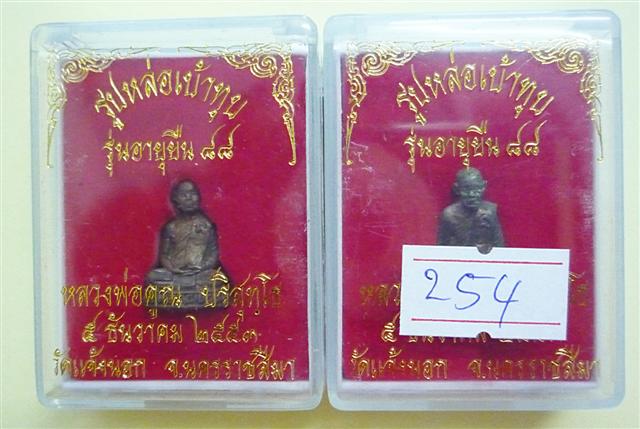 รูปหล่อเบ้าทุบ
รุ่นอายุยืน ๘๘
หลวงพ่อคูณ ปริสุทฺโธ
๕ ธันวาคม ๒๕๕๓
วัดแจ้งนอก จ.นครราชสีมา
รูปหล่อเบ้าทุบ
รุ่นอายุยืน ๘๘
254
๕
วัดแจ้งนอก จ.นครราชสีมา